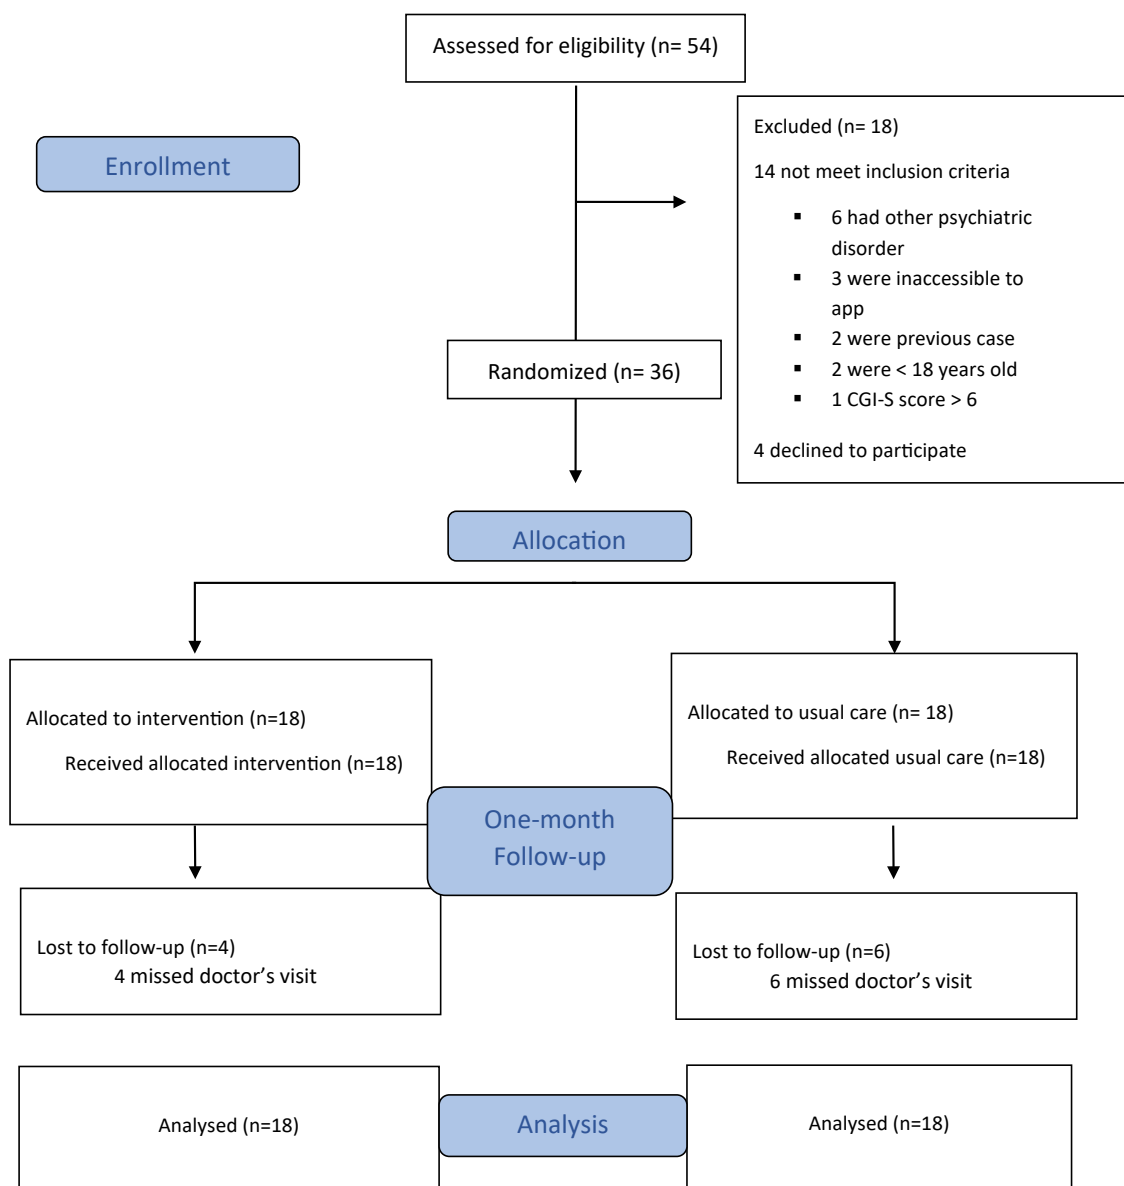 Assessed for eligibility (n= 54)
Enrollment
Excluded (n= 18)
14 not meet inclusion criteria
▪ 6 had other psychiatric
disorder
▪ 3 were inaccessible to
app
▪ 2 were previous case
▪ 2 were < 18 years old
▪ 1 CGI-S score > 6
4 declined to participate
Randomized (n= 36)
Allocation
Allocated to intervention (n=18)
Received allocated intervention (n=18)
Allocated to usual care (n= 18)
Received allocated usual care (n=18)
One-month
Follow-up
Lost to follow-up (n=4)
4 missed doctor’s visit
Lost to follow-up (n=6)
6 missed doctor’s visit
Analysed (n=18)
Analysis
Analysed (n=18)